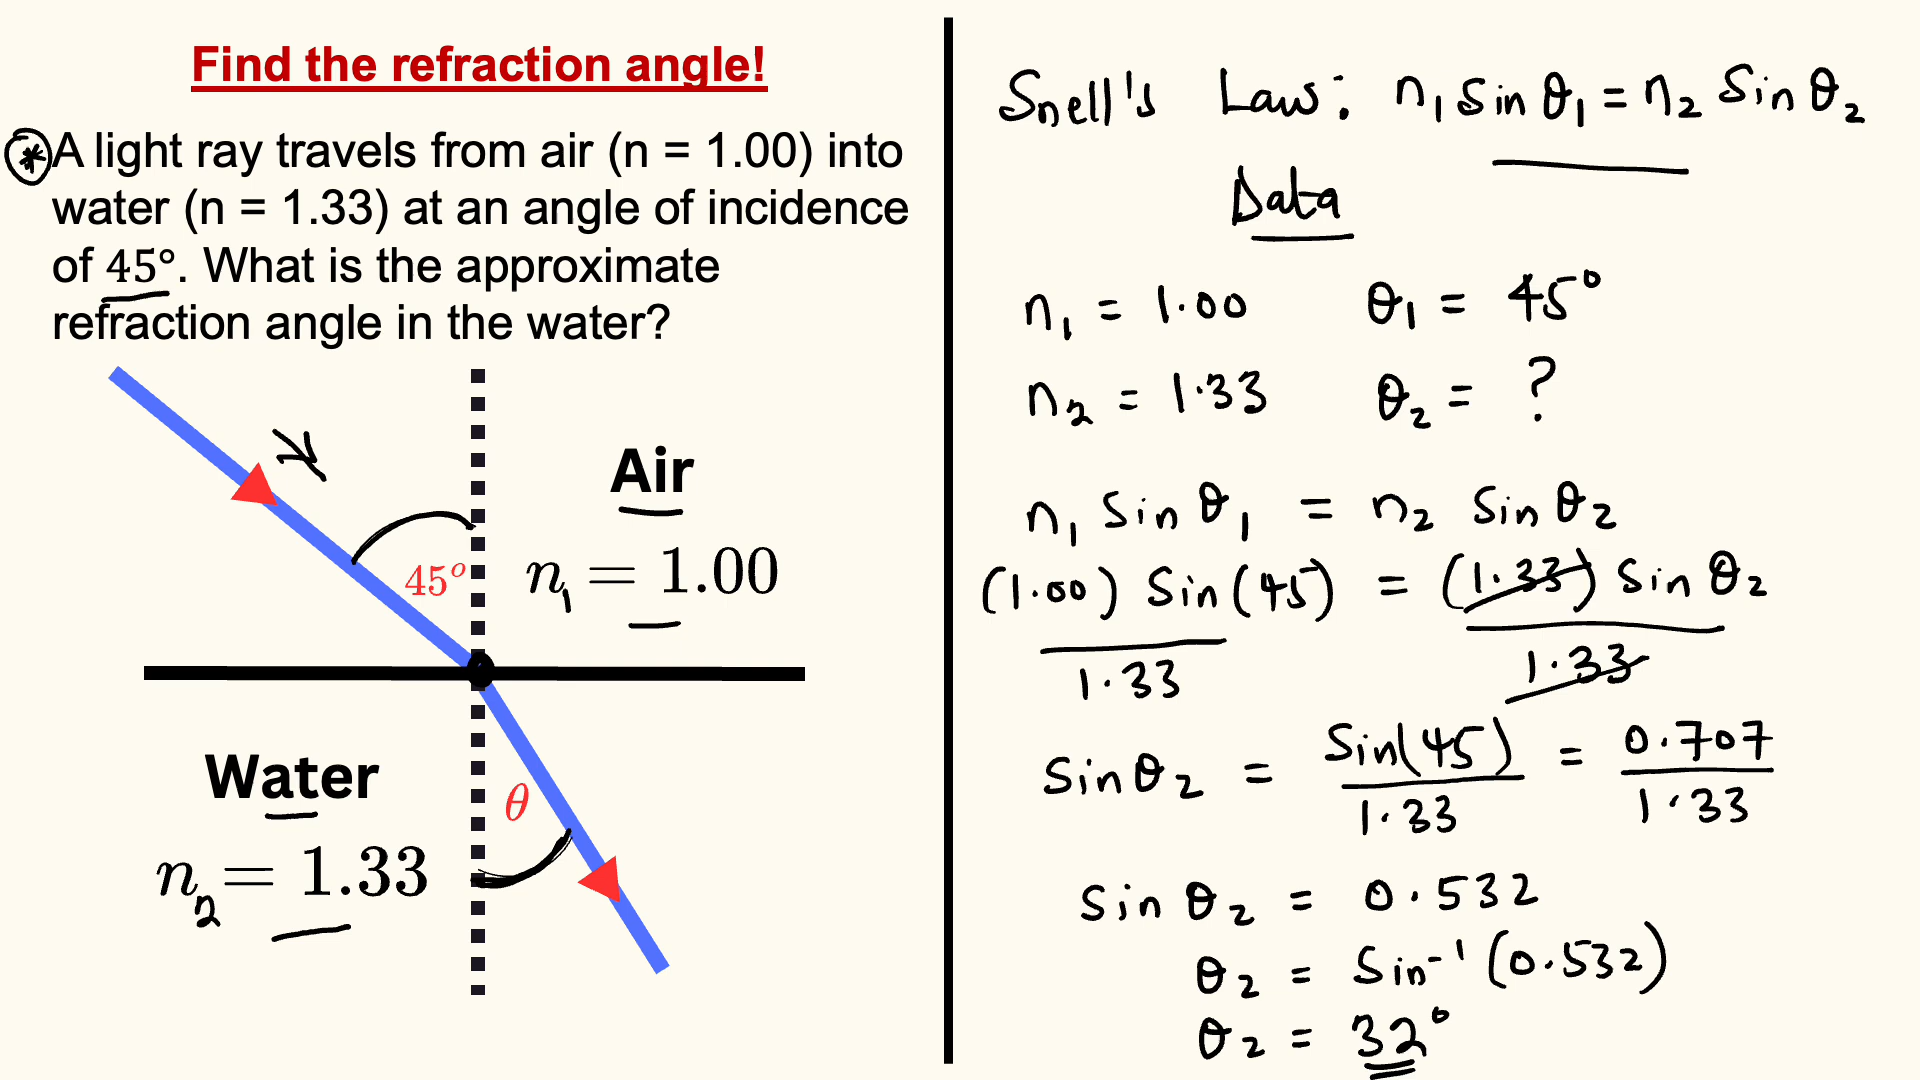 Find the refraction angle!
* A light ray travels from air (n = 1.00) into
water (n = 1.33) at an angle of incidence
of 45°. What is the approximate
refraction angle in the water?
Air
45°
n₁ = 1.00
Water
θ
n₂ = 1.33
Snell's Law: n₁ sin θ₁ = n₂ sin θ₂
Data
n₁ = 1.00 θ₁ = 45°
n₂ = 1.33 θ₂ = ?
n₁ sin θ₁ = n₂ sin θ₂
(1.00) Sin(45) = (1.33) sin θ₂
1.33 1.33
sin θ₂ = Sin(45) / 1.33 = 0.707 / 1.33
sin θ₂ = 0.532
θ₂ = sin⁻¹(0.532)
θ₂ = 32°